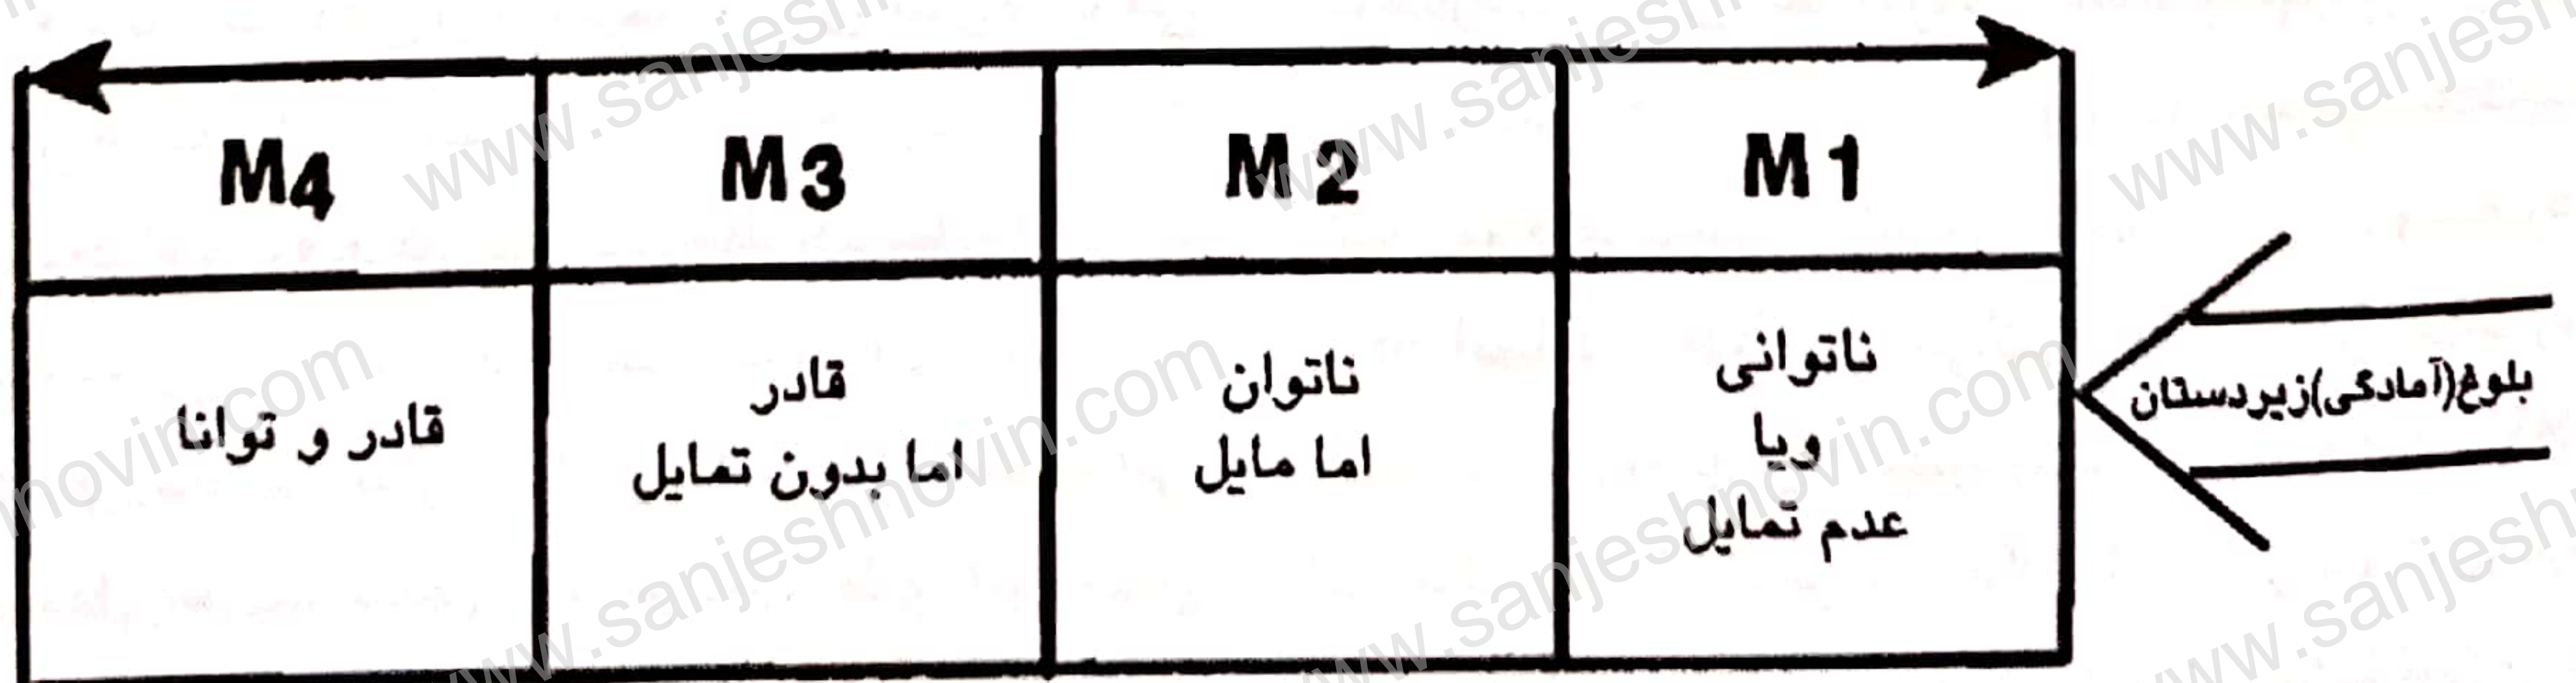 M1
M2
M3
M4
بلوغ(آمادگی)زیردستان
ناتوانی
ویا
عدم تمایل
ناتوان
اما مایل
قادر
اما بدون تمایل
قادر و توانا
www.sanjeshnovin.com